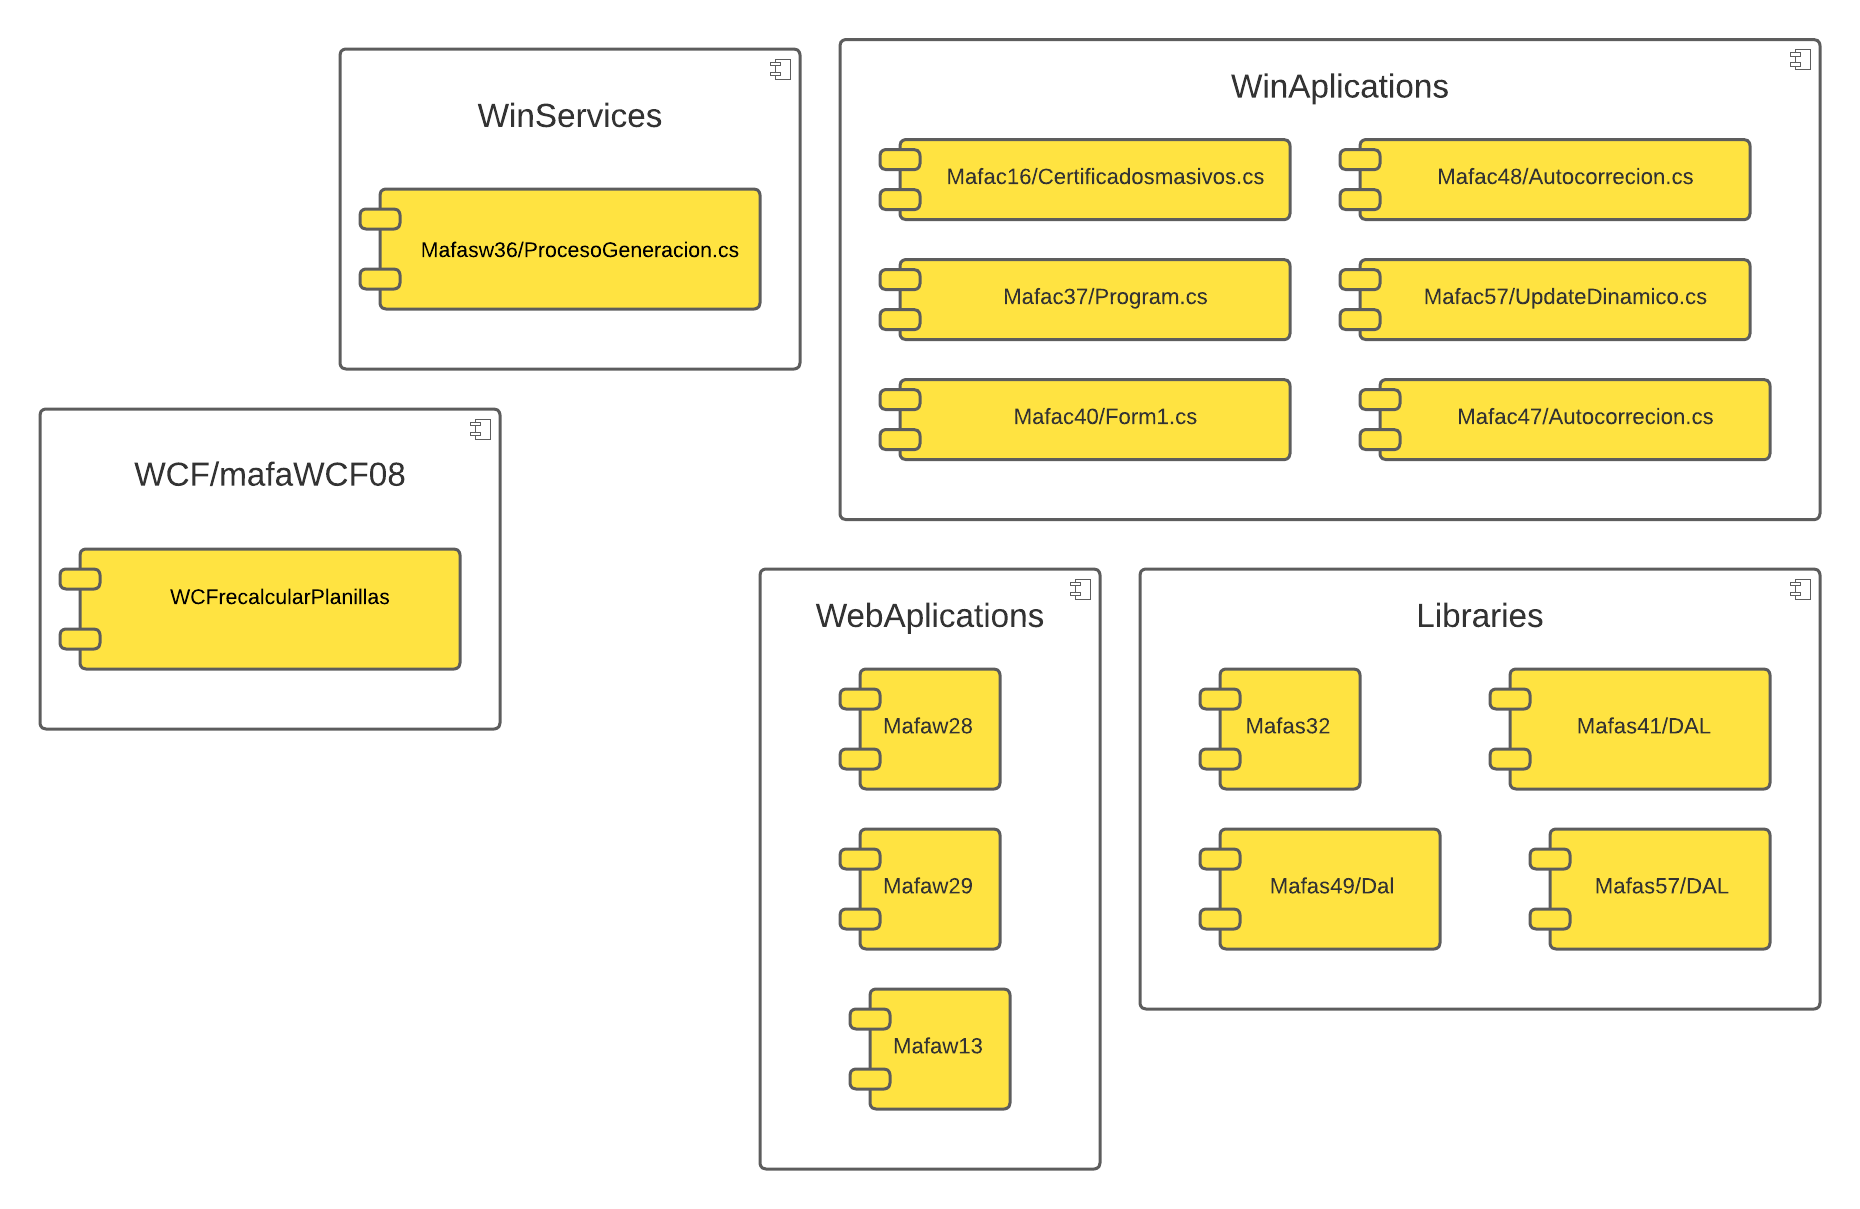 WinServices
Mafasw36/ProcesoGeneracion.cs
WinAplications
Mafac16/Certificadosmasivos.cs
Mafac48/Autocorrecion.cs
Mafac37/Program.cs
Mafac57/UpdateDinamico.cs
Mafac40/Form1.cs
Mafac47/Autocorrecion.cs
WCF/mafaWCF08
WCFrecalcularPlanillas
WebAplications
Mafaw28
Mafaw29
Mafaw13
Libraries
Mafas32
Mafas41/DAL
Mafas49/Dal
Mafas57/DAL